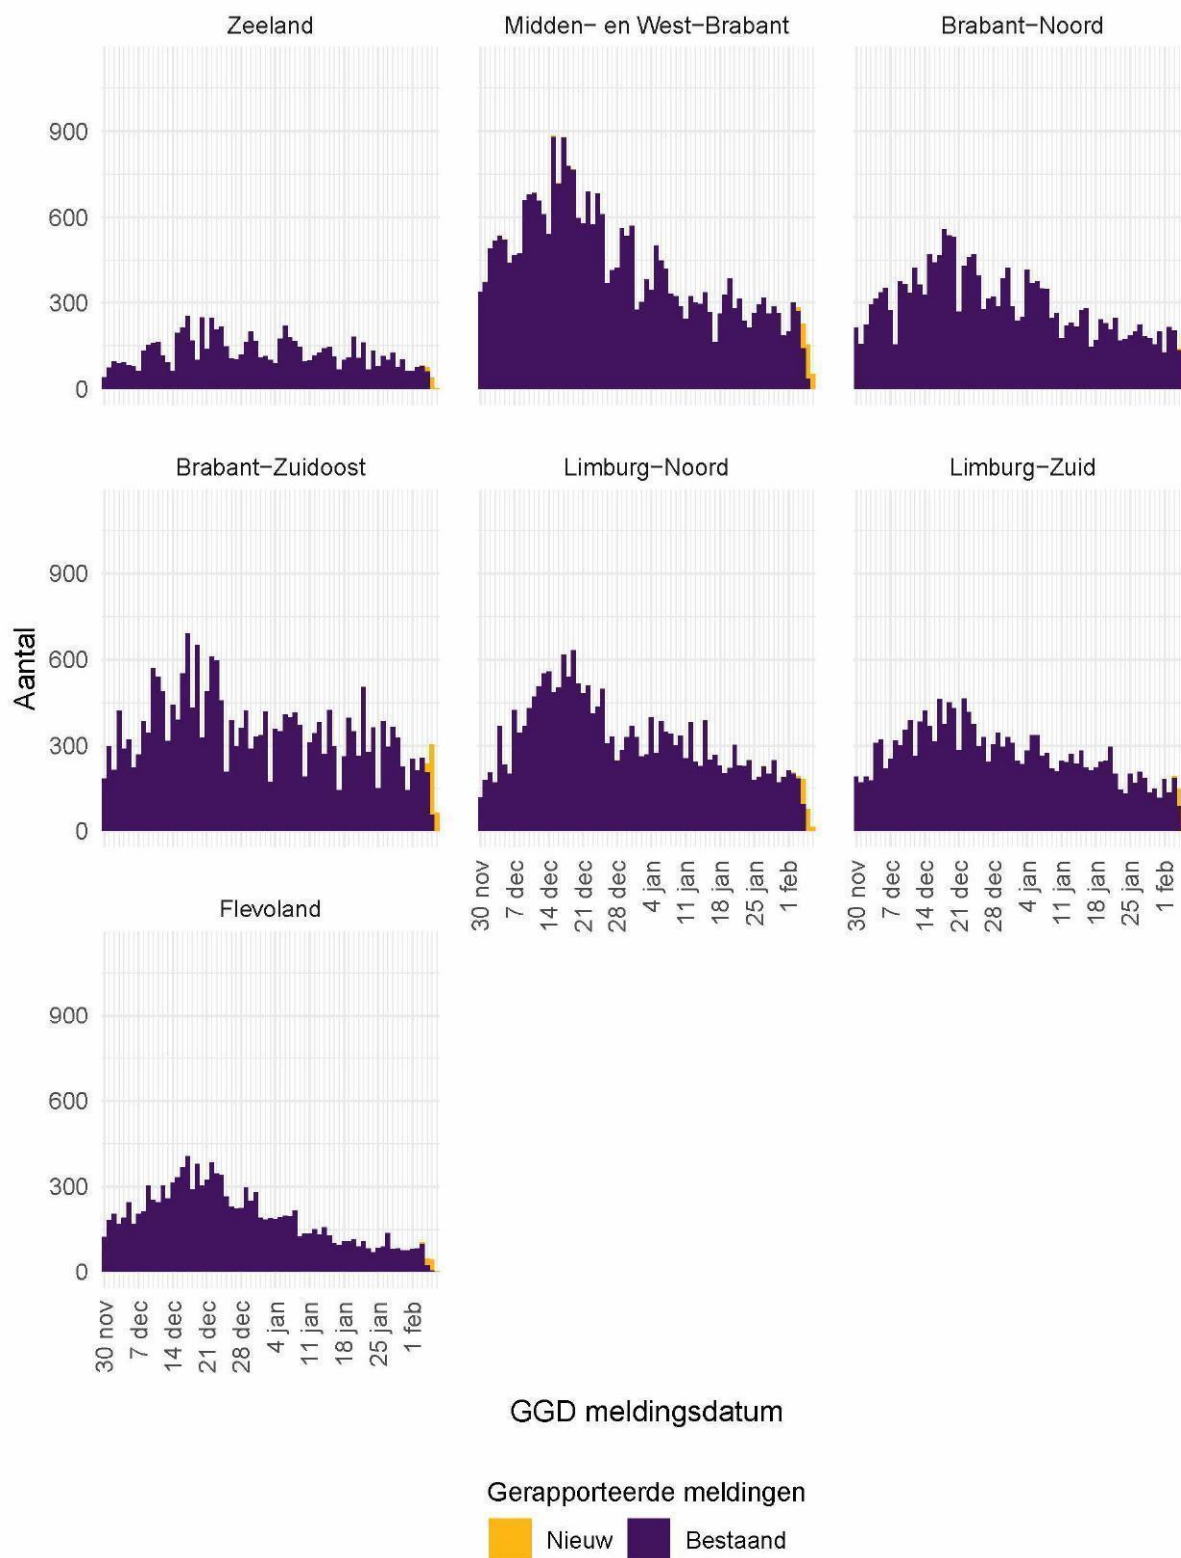 Zeeland
Midden- en West-Brabant
Brabant-Noord
900
600
300
0
Brabant-Zuidoost
Limburg-Noord
Limburg-Zuid
Aantal
900
600
300
0
30 nov
7 dec
14 dec
21 dec
28 dec
4 jan
11 jan
18 jan
25 jan
1 feb
30 nov
7 dec
14 dec
21 dec
28 dec
4 jan
11 jan
18 jan
25 jan
1 feb
Flevoland
900
600
300
0
30 nov
7 dec
14 dec
21 dec
28 dec
4 jan
11 jan
18 jan
25 jan
1 feb
GGD meldingsdatum
Gerapporteerde meldingen
Nieuw
Bestaand